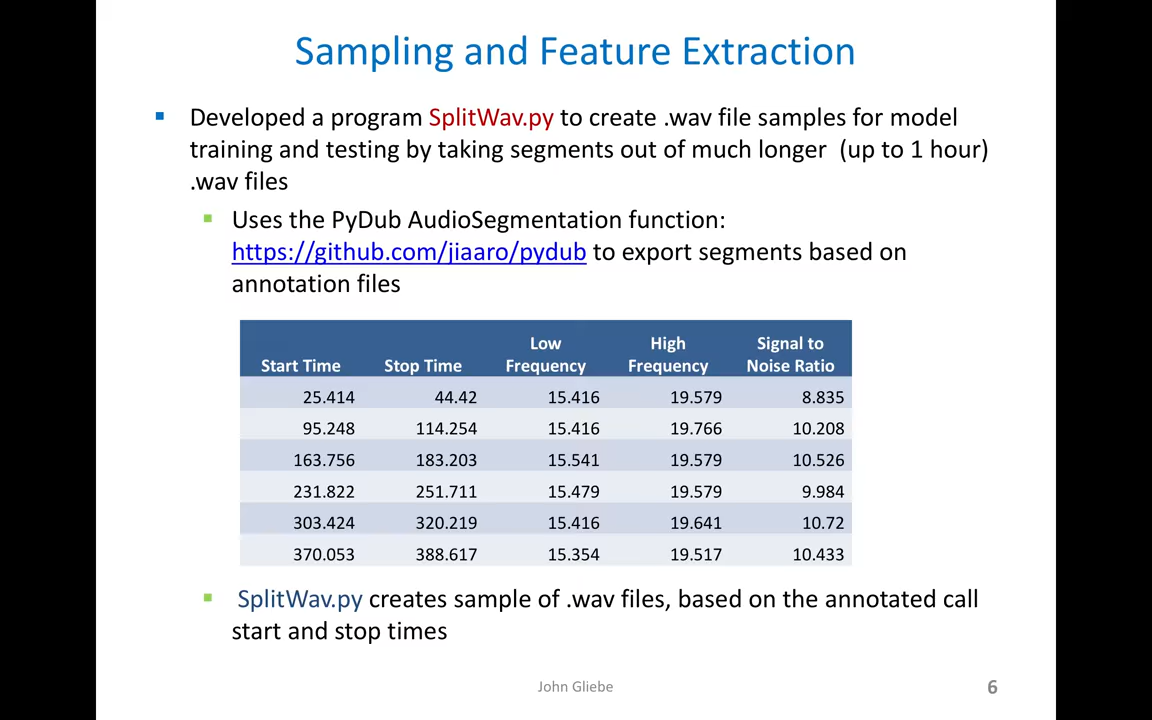 Sampling and Feature Extraction
Developed a program SplitWav.py to create .wav file samples for model
training and testing by taking segments out of much longer (up to 1 hour)
.wav files
Uses the PyDub AudioSegmentation function:
https://github.com/jiaaro/pydub to export segments based on
annotation files
Start Time Stop Time Low Frequency High Frequency Signal to Noise Ratio
25.414 44.42 15.416 19.579 8.835
95.248 114.254 15.416 19.766 10.208
163.756 183.203 15.541 19.579 10.526
231.822 251.711 15.479 19.579 9.984
303.424 320.219 15.416 19.641 10.72
370.053 388.617 15.354 19.517 10.433
SplitWav.py creates sample of .wav files, based on the annotated call
start and stop times
John Gliebe 6